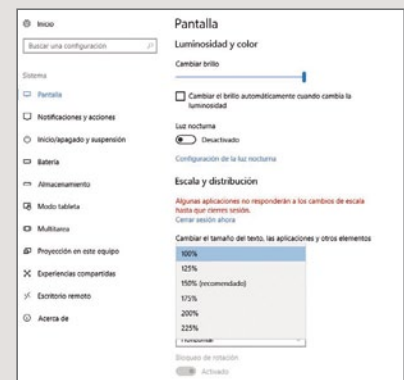 Inicio
Buscar una configuración
Sistema
Pantalla
Notificaciones y acciones
Inicio/apagado y suspensión
Batería
Almacenamiento
Modo tableta
Multitarea
Proyección en este equipo
Experiencias compartidas
Escritorio remoto
Acerca de
Pantalla
Luminosidad y color
Cambiar brillo
Cambiar el brillo automáticamente cuando cambia la
luminosidad
Luz nocturna
Desactivado
Configuración de la luz nocturna
Escala y distribución
Algunas aplicaciones no responderán a los cambios de escala
hasta que cierres sesión.
Cerrar sesión ahora
Cambiar el tamaño del texto, las aplicaciones y otros elementos
100%
125%
150% (recomendado)
175%
200%
225%
Horizontal
Bloqueo de rotación
Activado